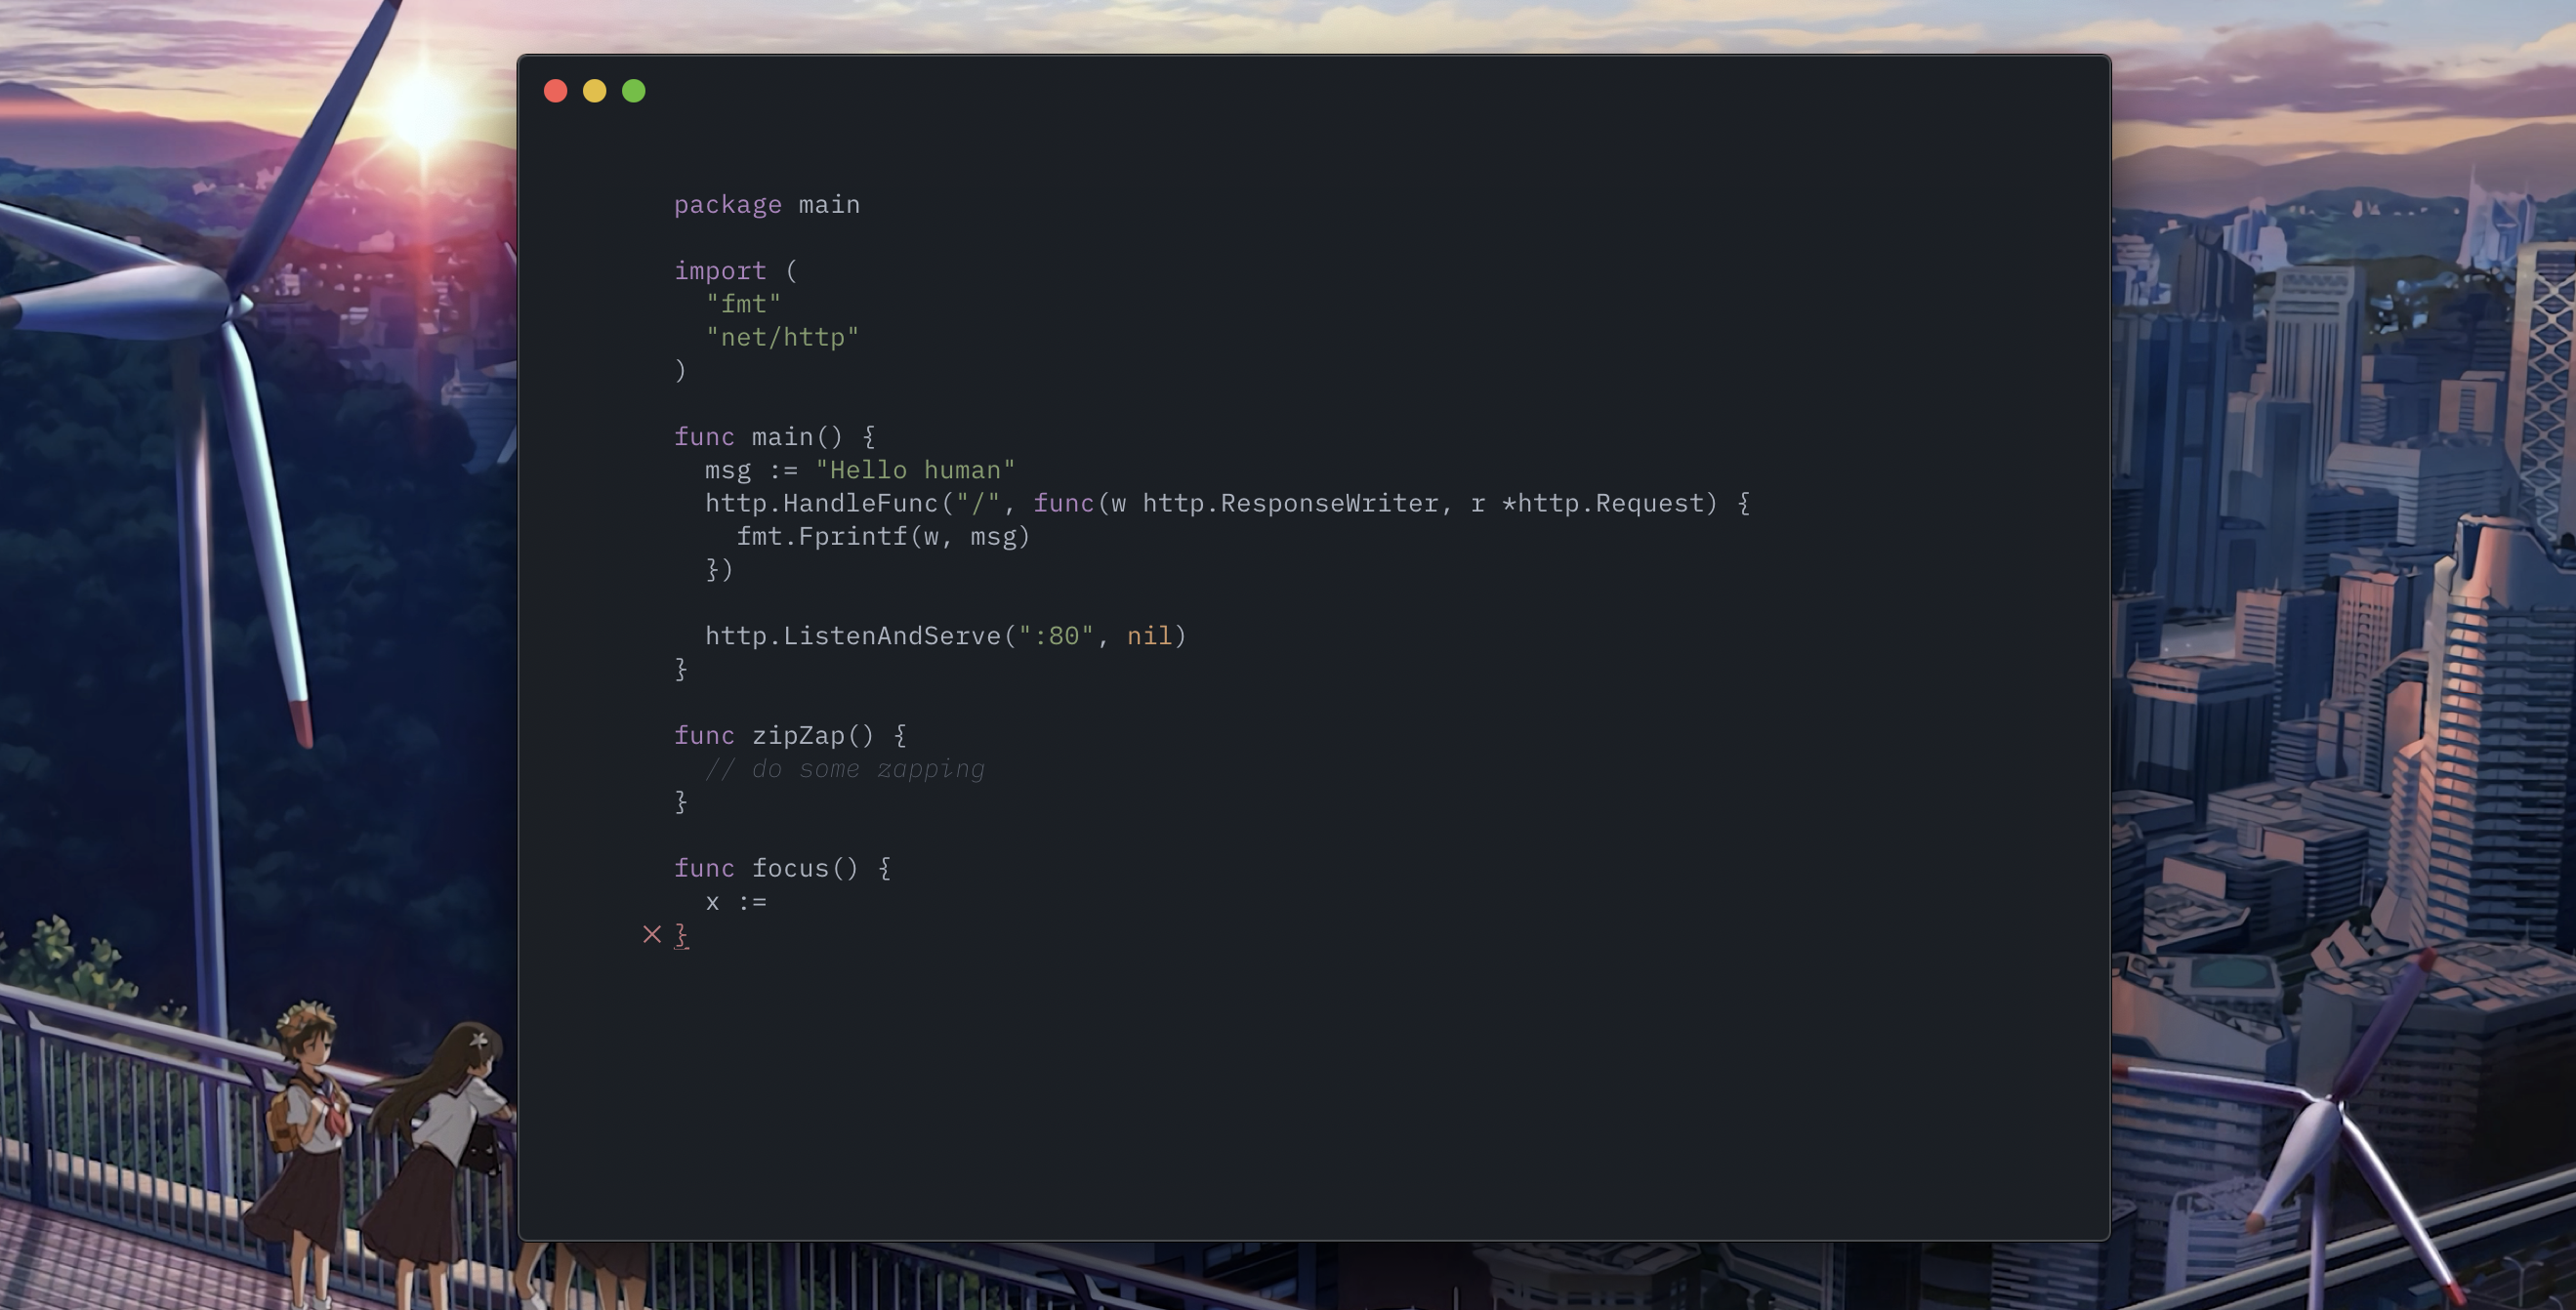 package main
import (
"fmt"
"net/http"
)
func main() {
msg := "Hello human"
http.HandleFunc("/", func(w http.ResponseWriter, r *http.Request) {
fmt.Fprintf(w, msg)
})
http.ListenAndServe(":80", nil)
}
func zipZap() {
// do some zapping
}
func focus() {
x :=
× }